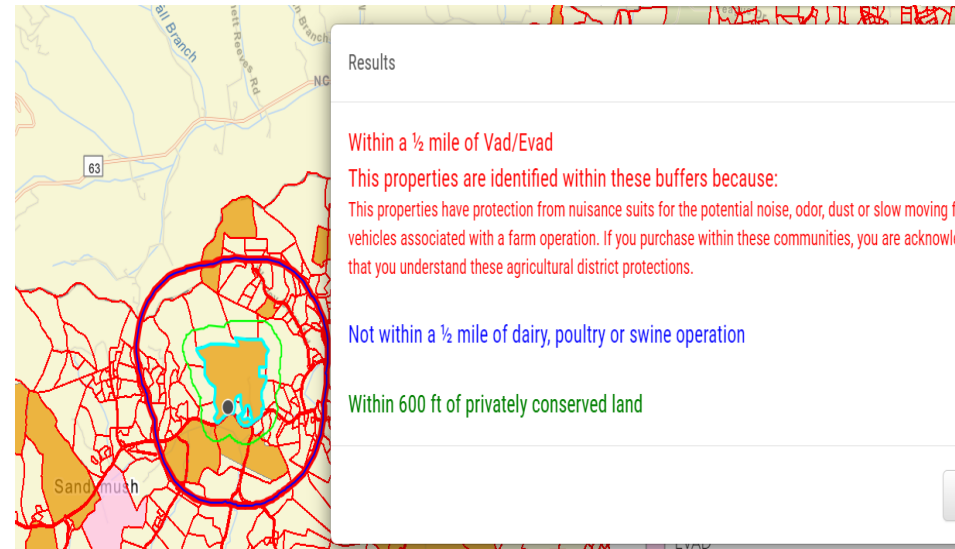 Branch
Reeves Rd
Branch
NC
63
Results
Within a ½ mile of Vad/Evad
This properties are identified within these buffers because:
This properties have protection from nuisance suits for the potential noise, odor, dust or slow moving f
vehicles associated with a farm operation. If you purchase within these communities, you are acknowl
that you understand these agricultural district protections.
Not within a ½ mile of dairy, poultry or swine operation
Within 600 ft of privately conserved land
EVAD